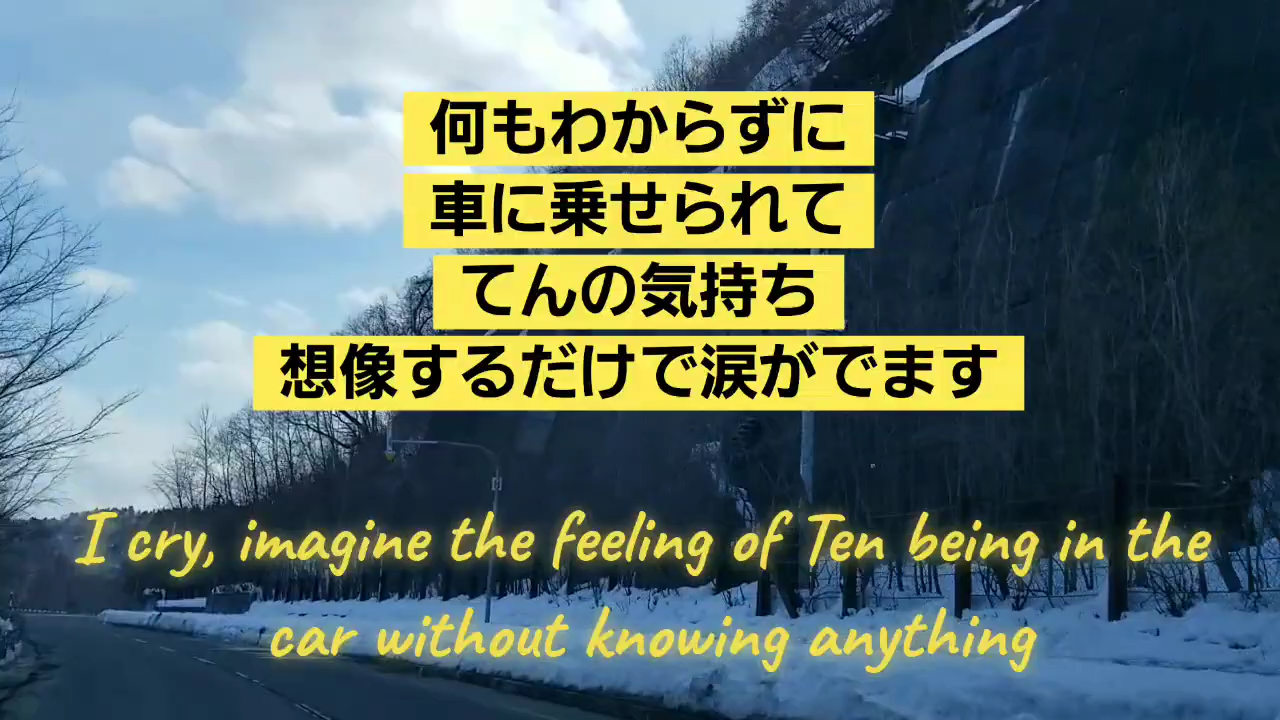 何もわからずに
車に乗せられて
てんの気持ち
想像するだけで涙がでます
I cry, imagine the feeling of Ten being in the
car without knowing anything